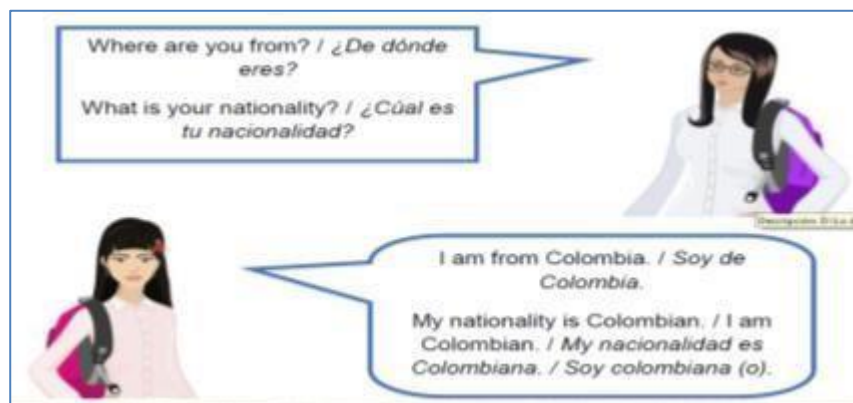 Where are you from? / ¿De dónde
eres?
What is your nationality? / ¿Cúal es
tu nacionalidad?
I am from Colombia. / Soy de
Colombia.
My nationality is Colombian. / I am
Colombian. / My nacionalidad es
Colombiana. / Soy colombiana (o).